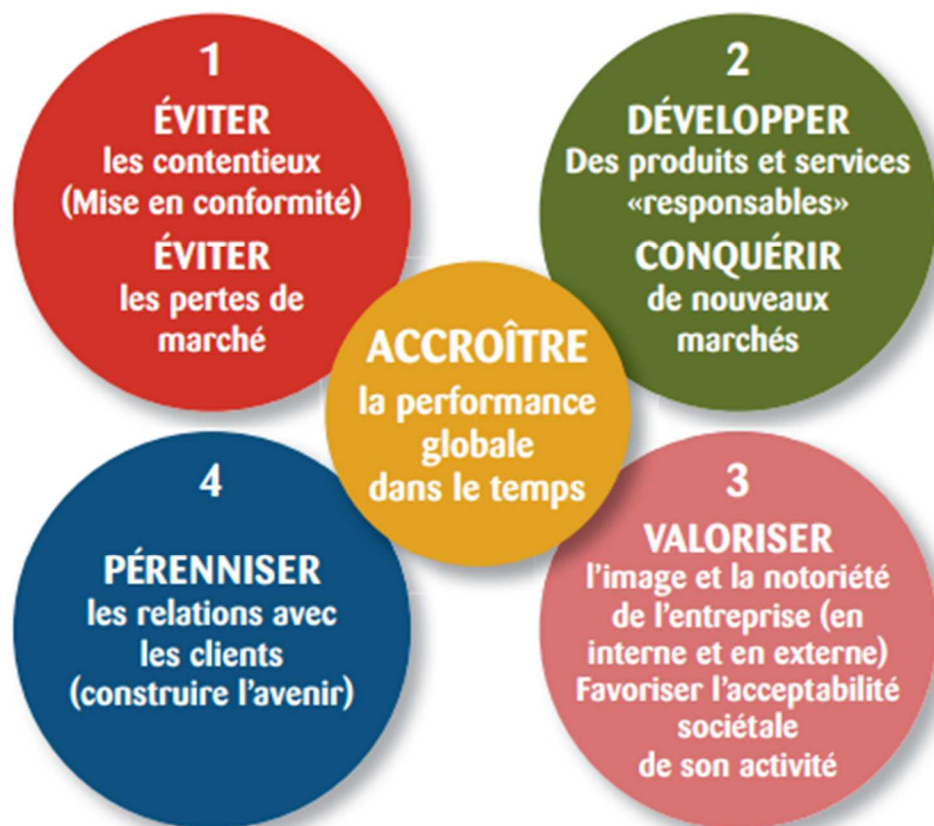 1
ÉVITER
les contentieux
(Mise en conformité)
ÉVITER
les pertes de
marché
2
DÉVELOPPER
Des produits et services
«responsables»
CONQUÉRIR
de nouveaux
marchés
ACCROÎTRE
la performance
globale
dans le temps
4
PÉRENNISER
les relations avec
les clients
(construire l’avenir)
3
VALORISER
l’image et la notoriété
de l’entreprise (en
interne et en externe)
Favoriser l’acceptabilité
sociétale
de son activité